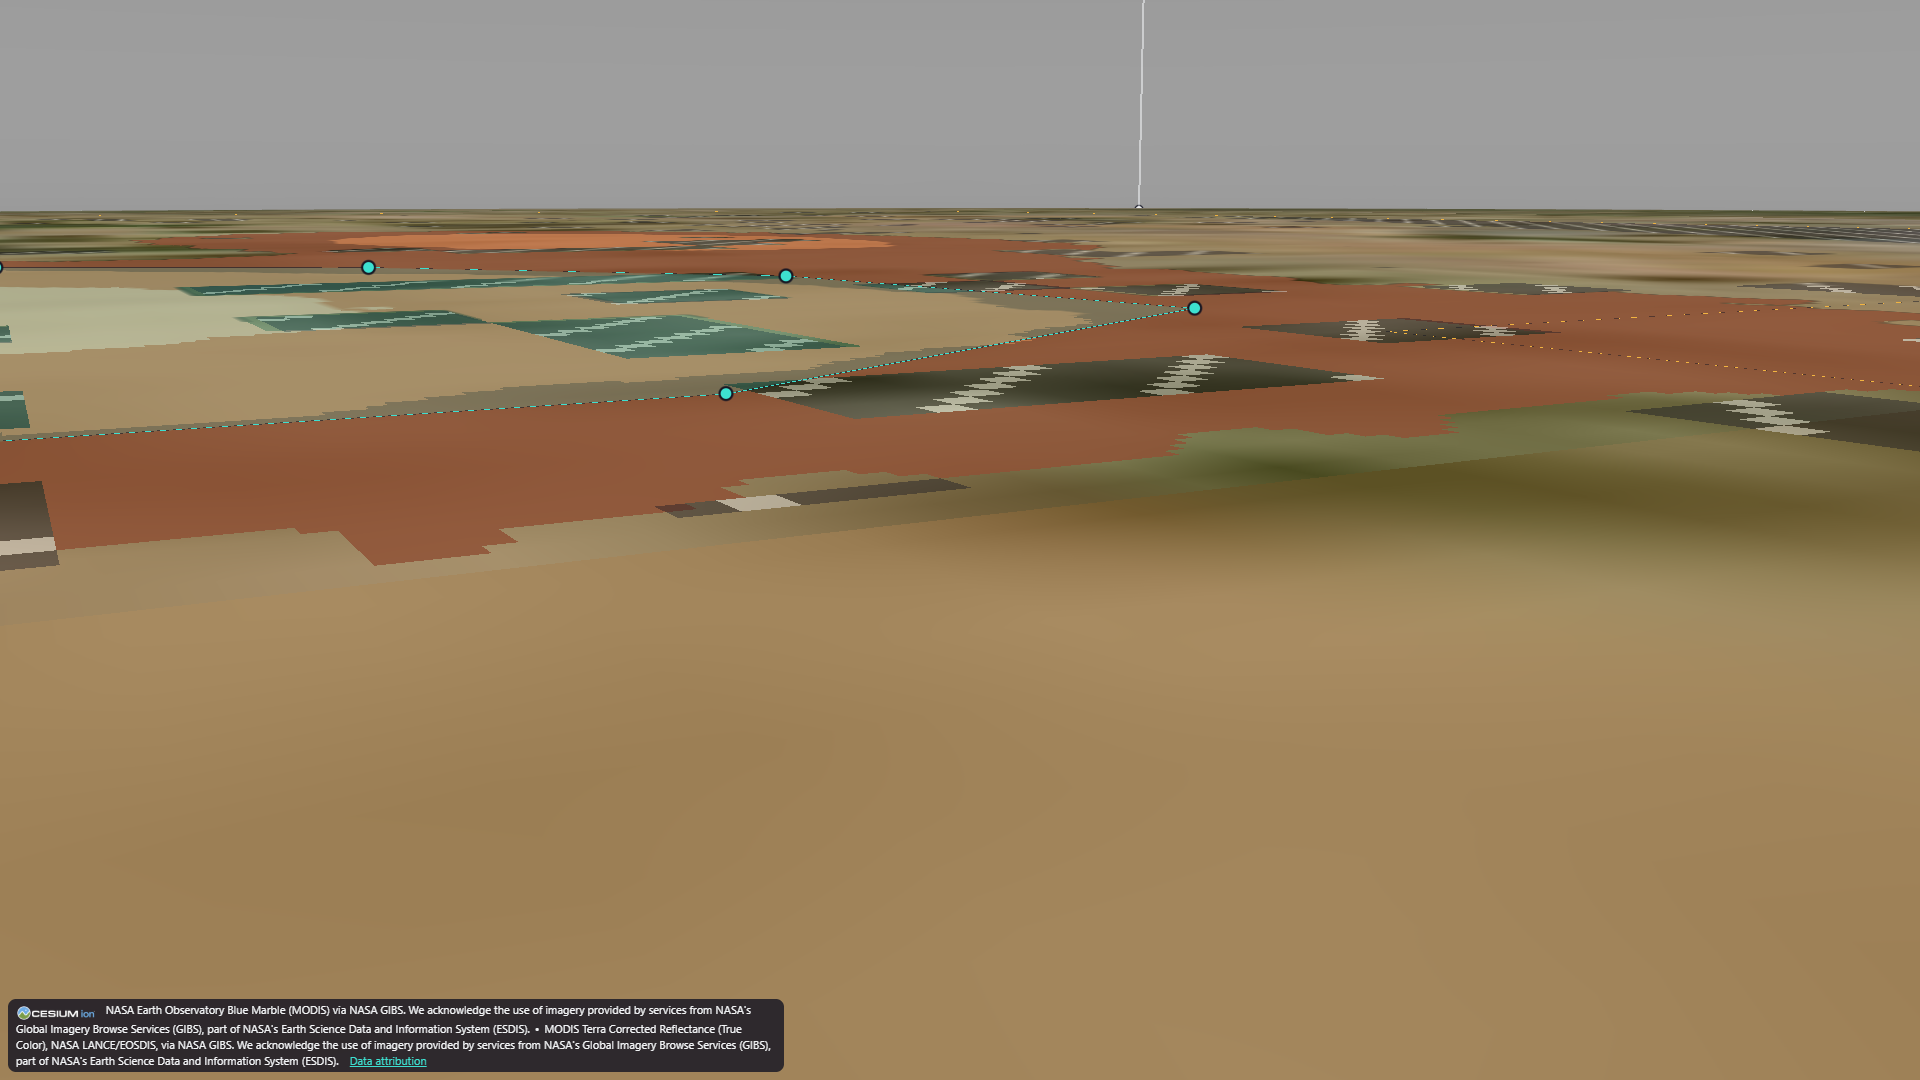 CESIUM ion NASA Earth Observatory Blue Marble (MODIS) via NASA GIBS. We acknowledge the use of imagery provided by services from NASA's
Global Imagery Browse Services (GIBS), part of NASA's Earth Science Data and Information System (ESDIS). • MODIS Terra Corrected Reflectance (True
Color), NASA LANCE/EOSDIS, via NASA GIBS. We acknowledge the use of imagery provided by services from NASA's Global Imagery Browse Services (GIBS),
part of NASA's Earth Science Data and Information System (ESDIS). Data attribution